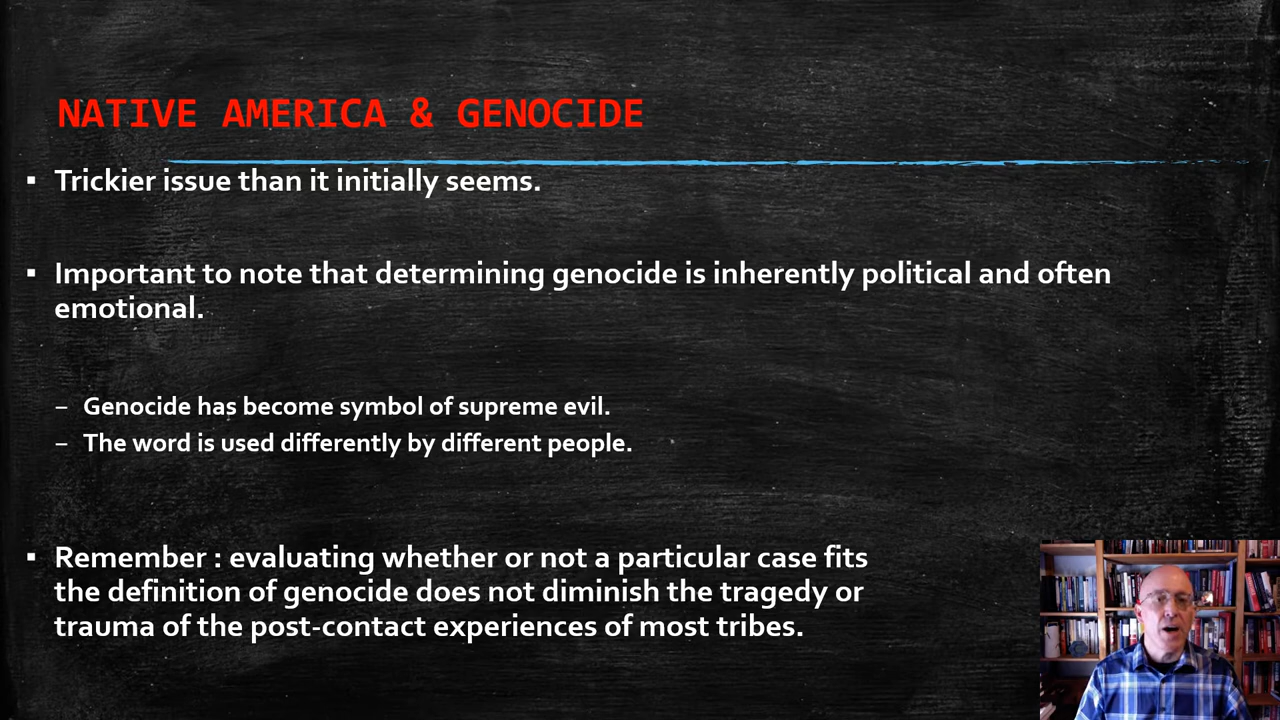 NATIVE AMERICA & GENOCIDE
▪ Trickier issue than it initially seems.
▪ Important to note that determining genocide is inherently political and often
emotional.
– Genocide has become symbol of supreme evil.
– The word is used differently by different people.
▪ Remember : evaluating whether or not a particular case fits
the definition of genocide does not diminish the tragedy or
trauma of the post-contact experiences of most tribes.